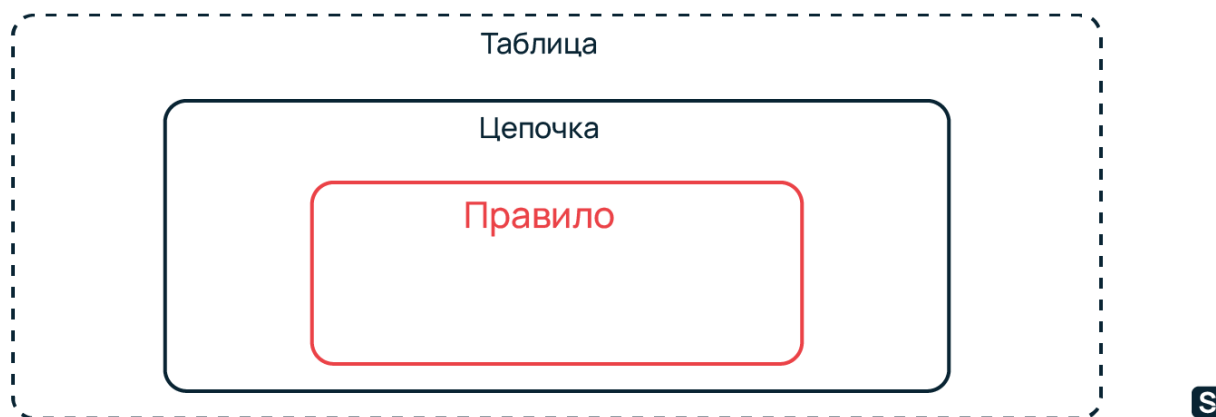 Таблица
Цепочка
Правило
S